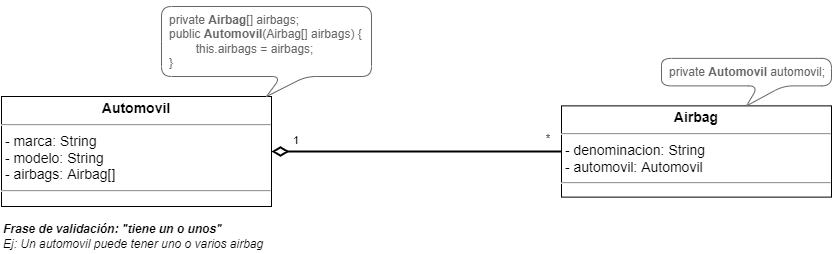 private Airbag[] airbags;
public Automovil(Airbag[] airbags) {
this.airbags = airbags;
}
private Automovil automovil;
Automovil
- marca: String
- modelo: String
- airbags: Airbag[]
1
*
Airbag
- denominacion: String
- automovil: Automovil
Frase de validación: "tiene un o unos"
Ej: Un automovil puede tener uno o varios airbag